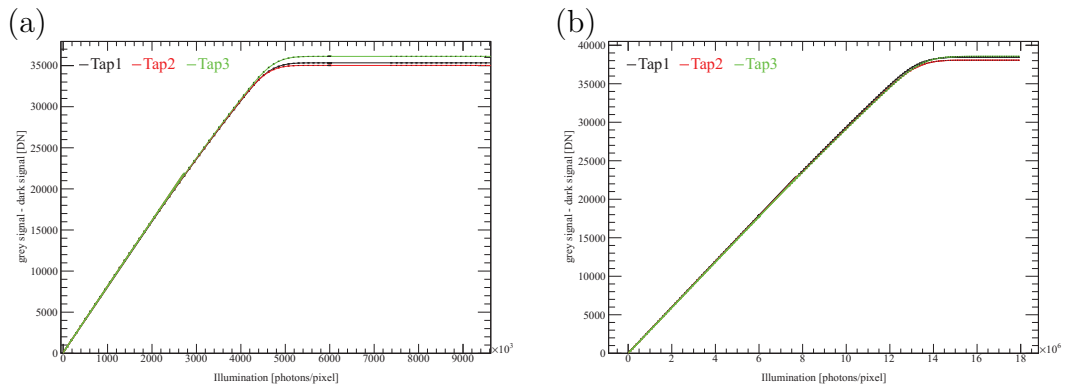 (a)
grey signal - dark signal [DN]
35000
30000
25000
20000
15000
10000
5000
0
Tap1 Tap2 Tap3
0 1000 2000 3000 4000 5000 6000 7000 8000 9000 ×10³
Illumination [photons/pixel]
(b)
grey signal - dark signal [DN]
40000
35000
30000
25000
20000
15000
10000
5000
0
Tap1 Tap2 Tap3
0 2 4 6 8 10 12 14 16 18 ×10⁶
Illumination [photons/pixel]